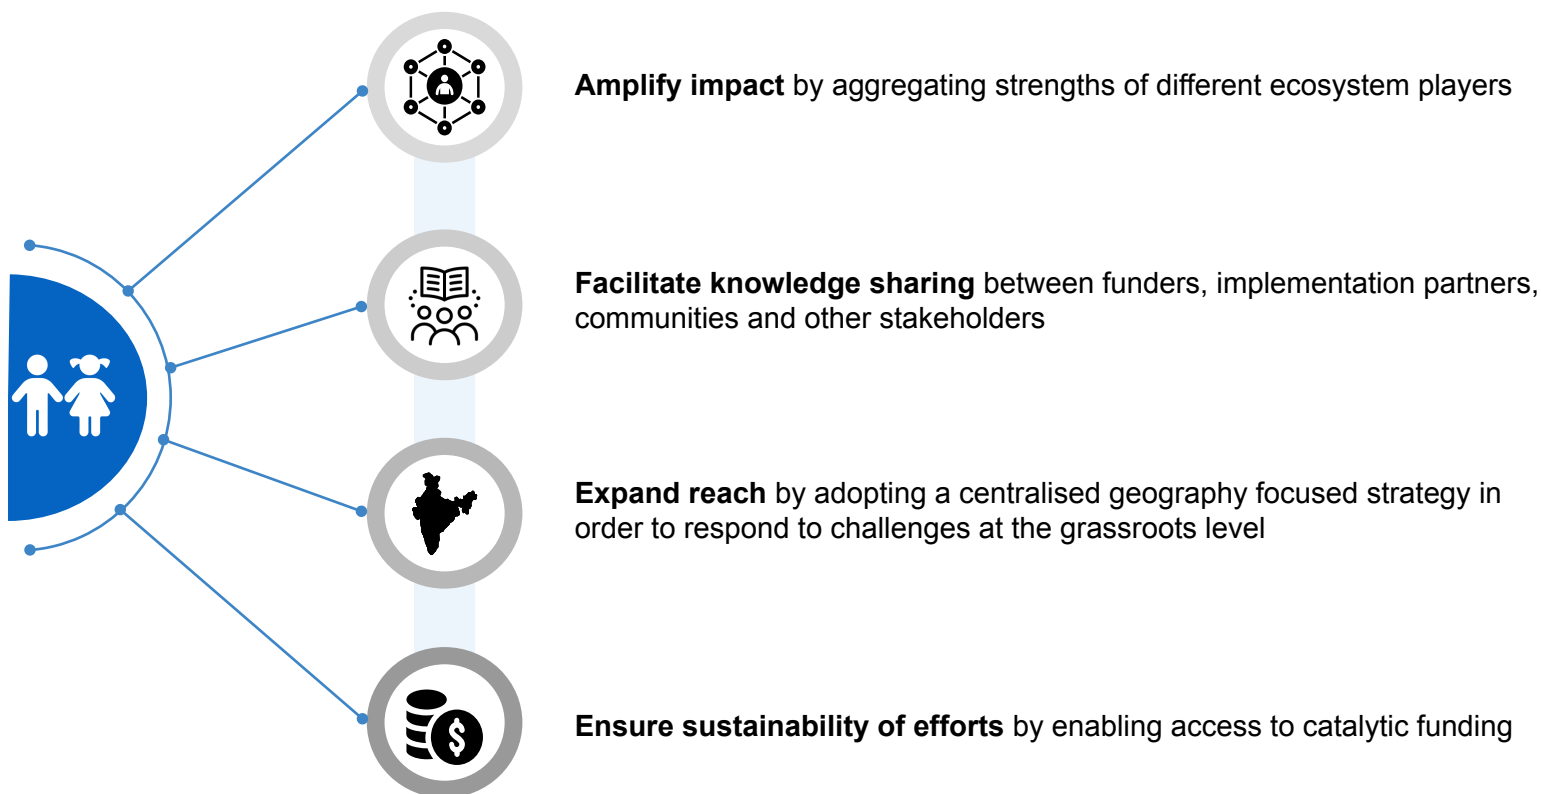 Amplify impact by aggregating strengths of different ecosystem players
Facilitate knowledge sharing between funders, implementation partners,
communities and other stakeholders
Expand reach by adopting a centralised geography focused strategy in
order to respond to challenges at the grassroots level
$
Ensure sustainability of efforts by enabling access to catalytic funding